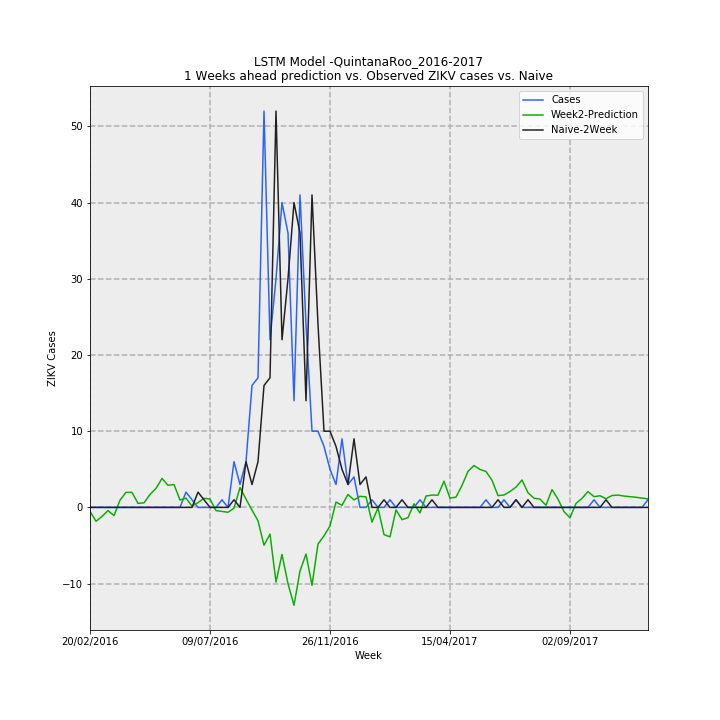 LSTM Model -QuintanaRoo_2016-2017
1 Weeks ahead prediction vs. Observed ZIKV cases vs. Naive
Cases
Week2-Prediction
Naive-2Week
ZIKV Cases
50
40
30
20
10
0
−10
20/02/2016
09/07/2016
26/11/2016
15/04/2017
02/09/2017
Week